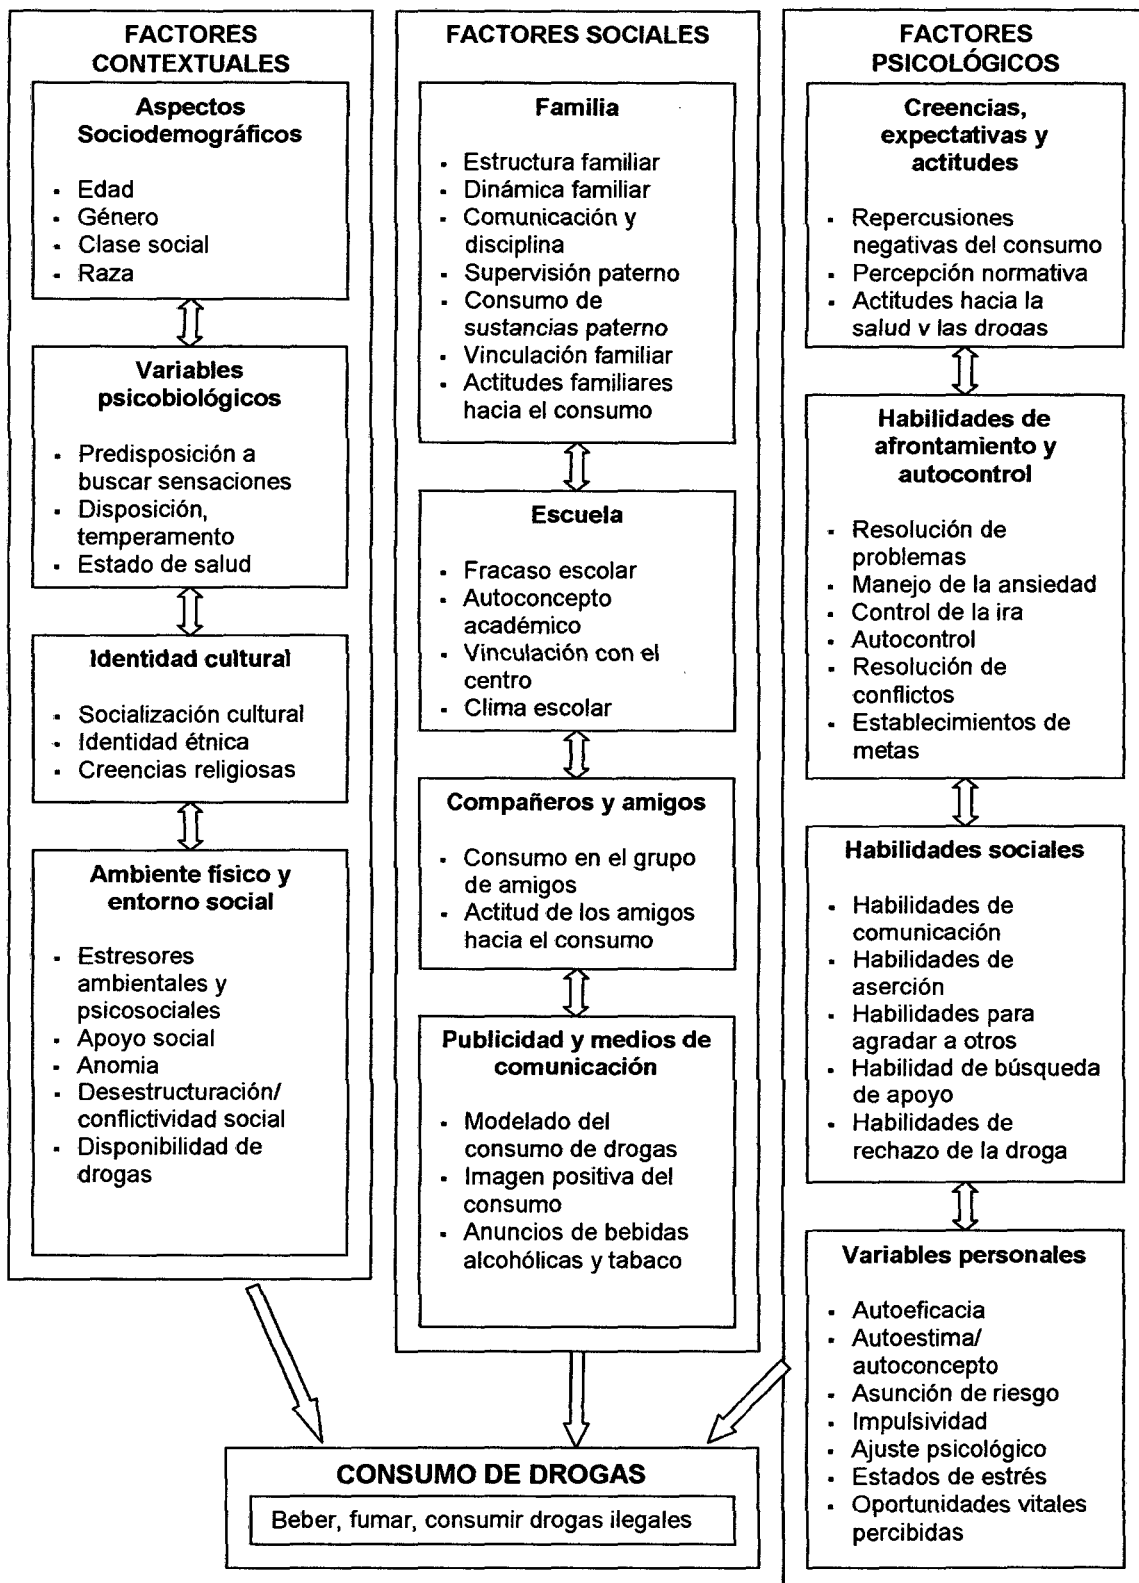 FACTORES
CONTEXTUALES
Aspectos
Sociodemográficos
▪ Edad
▪ Género
▪ Clase social
▪ Raza
Variables
psicobiológicos
▪ Predisposición a
buscar sensaciones
▪ Disposición,
temperamento
▪ Estado de salud
Identidad cultural
▪ Socialización cultural
▪ Identidad étnica
▪ Creencias religiosas
Ambiente físico y
entorno social
▪ Estresores
ambientales y
psicosociales
▪ Apoyo social
▪ Anomia
▪ Desestructuración/
conflictividad social
▪ Disponibilidad de
drogas
FACTORES SOCIALES
Familia
▪ Estructura familiar
▪ Dinámica familiar
▪ Comunicación y
disciplina
▪ Supervisión paterno
▪ Consumo de
sustancias paterno
▪ Vinculación familiar
▪ Actitudes familiares
hacia el consumo
Escuela
▪ Fracaso escolar
▪ Autoconcepto
académico
▪ Vinculación con el
centro
▪ Clima escolar
Compañeros y amigos
▪ Consumo en el grupo
de amigos
▪ Actitud de los amigos
hacia el consumo
Publicidad y medios de
comunicación
▪ Modelado del
consumo de drogas
▪ Imagen positiva del
consumo
▪ Anuncios de bebidas
alcohólicas y tabaco
FACTORES
PSICOLÓGICOS
Creencias,
expectativas y
actitudes
▪ Repercusiones
negativas del consumo
▪ Percepción normativa
▪ Actitudes hacia la
salud y las drogas
Habilidades de
afrontamiento y
autocontrol
▪ Resolución de
problemas
▪ Manejo de la ansiedad
▪ Control de la ira
▪ Autocontrol
▪ Resolución de
conflictos
▪ Establecimientos de
metas
Habilidades sociales
▪ Habilidades de
comunicación
▪ Habilidades de
aserción
▪ Habilidades para
agradar a otros
▪ Habilidad de búsqueda
de apoyo
▪ Habilidades de
rechazo de la droga
Variables personales
▪ Autoeficacia
▪ Autoestima/
autoconcepto
▪ Asunción de riesgo
▪ Impulsividad
▪ Ajuste psicológico
▪ Estados de estrés
▪ Oportunidades vitales
percibidas
CONSUMO DE DROGAS
Beber, fumar, consumir drogas ilegales